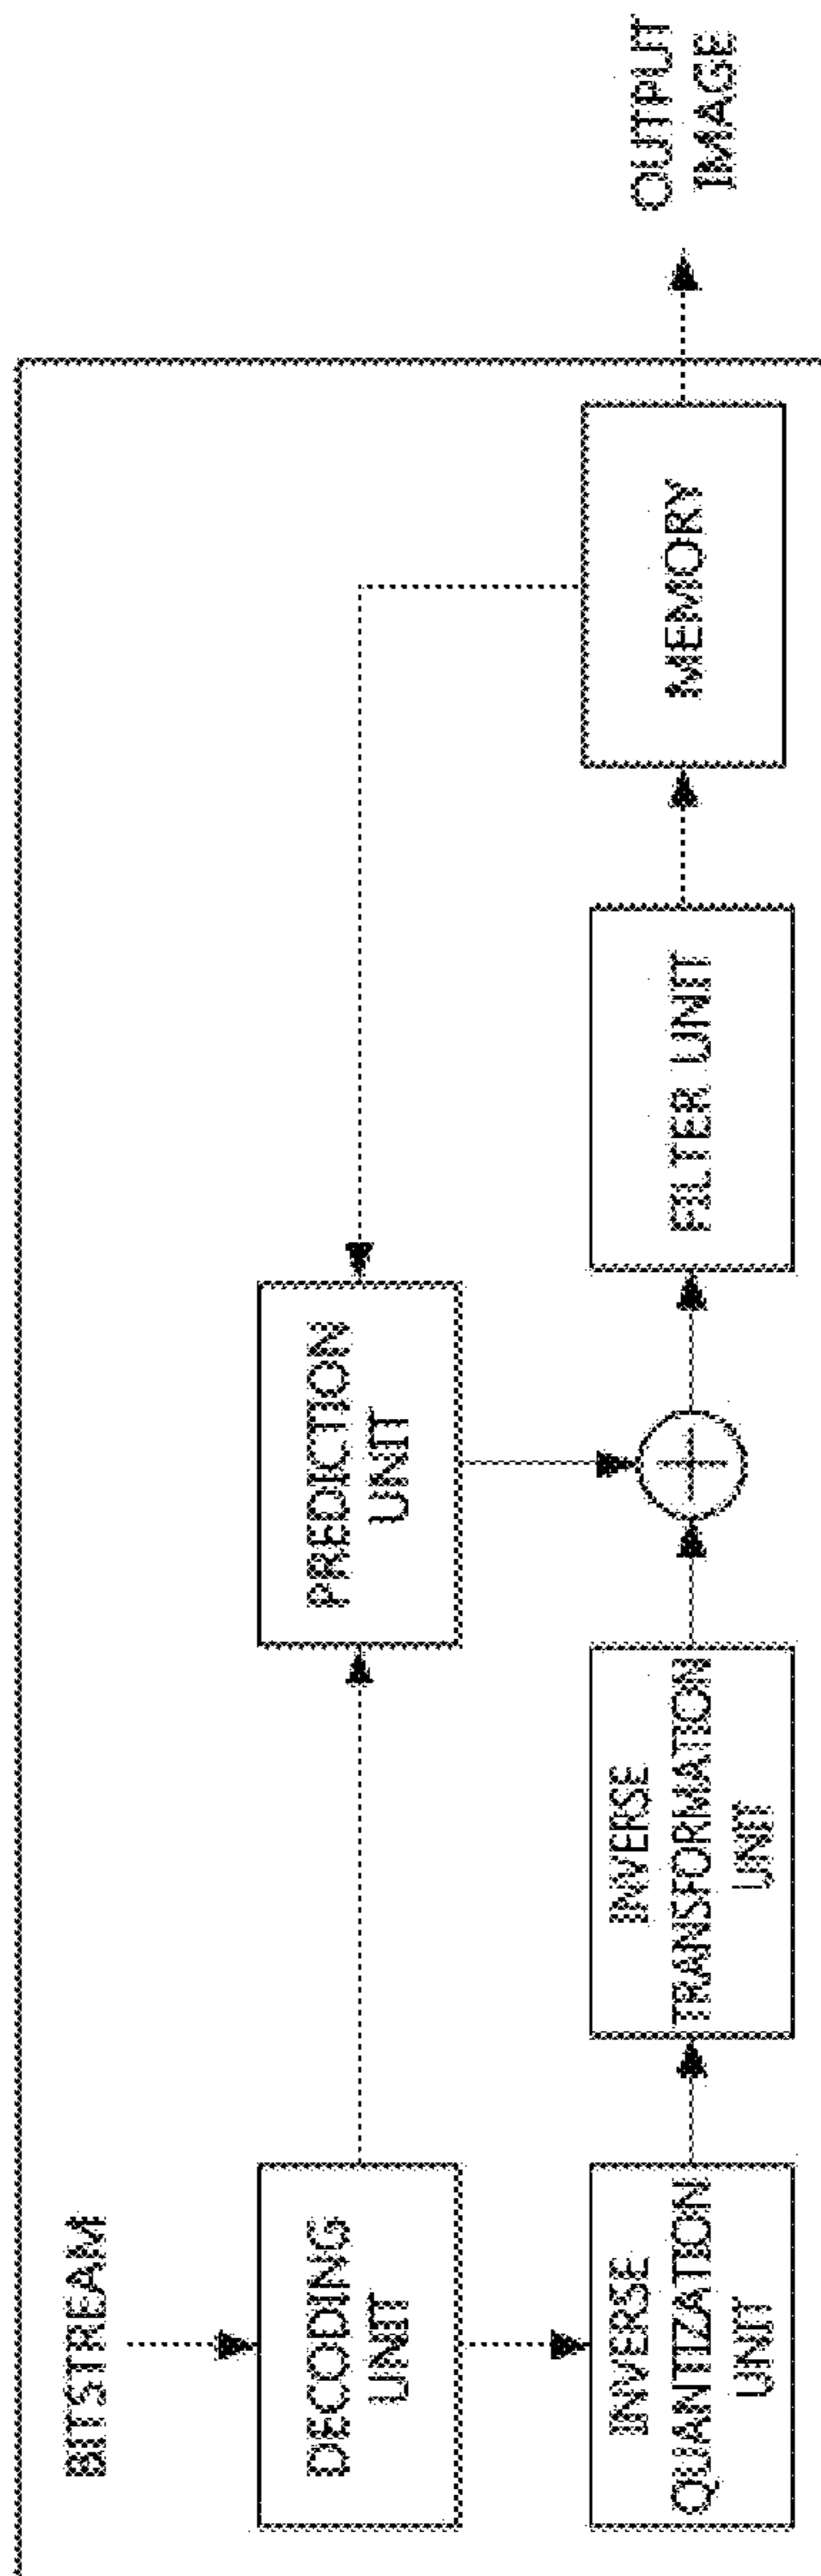 BITSTREAM
DECODING
UNIT
PREDICTION
UNIT
INVERSE
QUANTIZATION
UNIT
INVERSE
TRANSFORMATION
UNIT
FILTER UNIT
MEMORY
OUTPUT
IMAGE